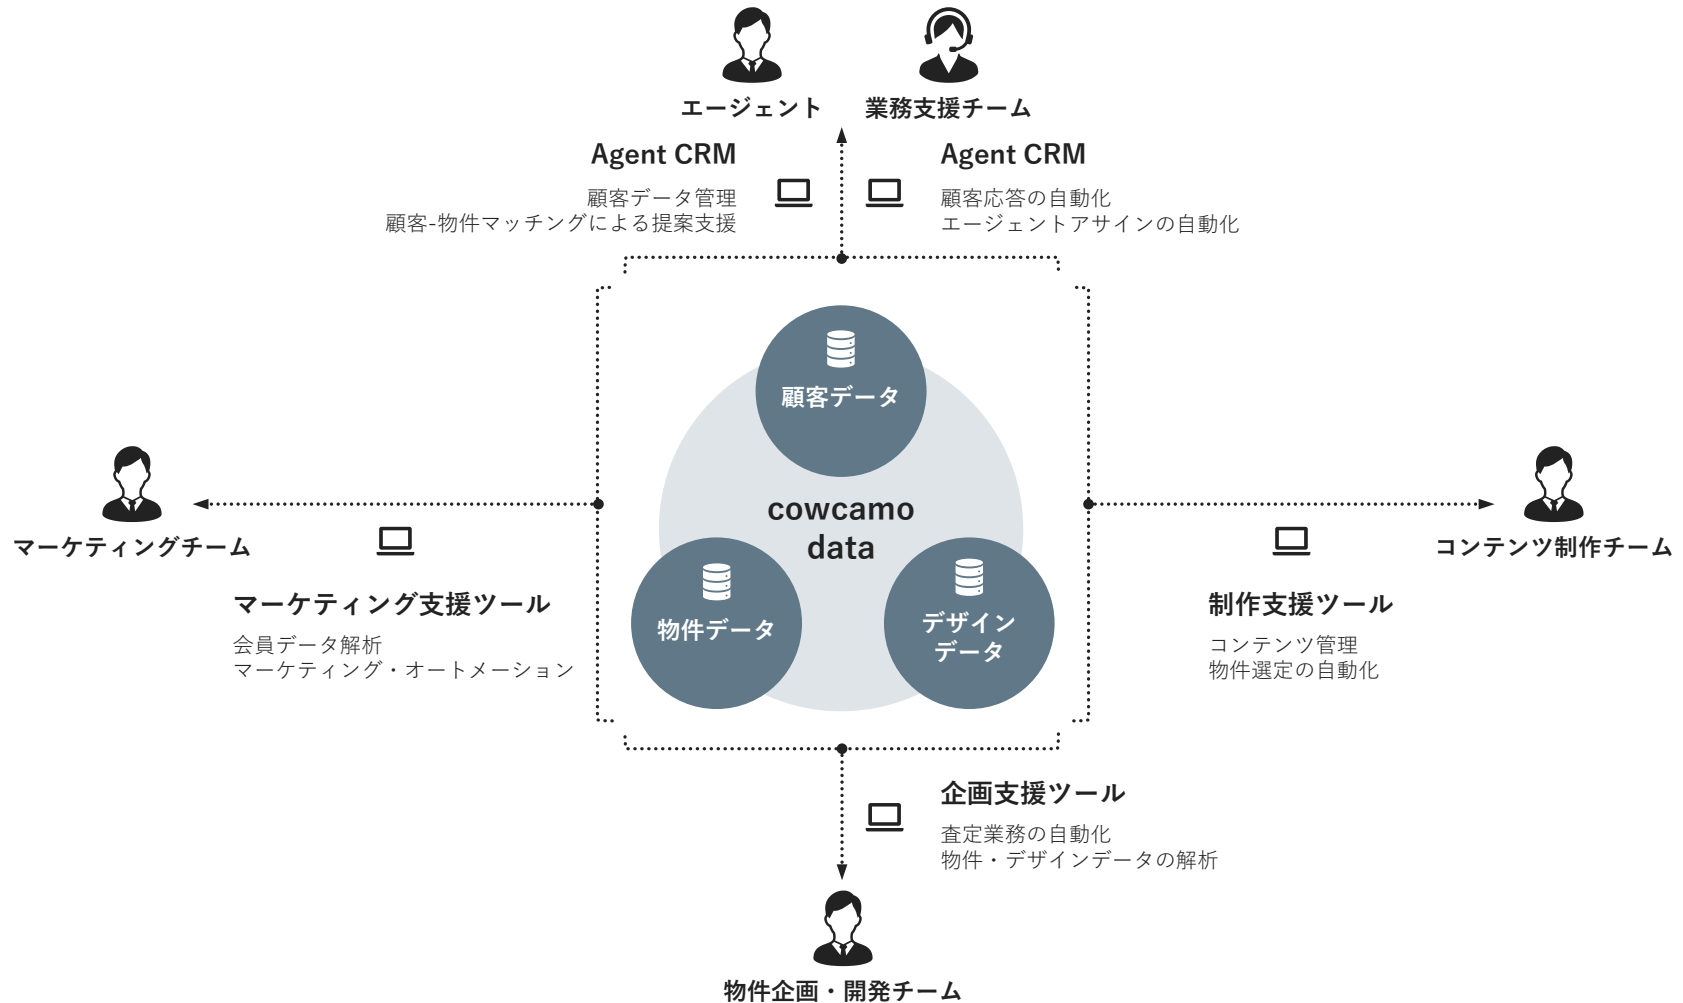 エージェント
業務支援チーム
Agent CRM
顧客データ管理
顧客-物件マッチングによる提案支援
Agent CRM
顧客応答の自動化
エージェントアサインの自動化
顧客データ
cowcamo
data
物件データ
デザイン
データ
マーケティングチーム
マーケティング支援ツール
会員データ解析
マーケティング・オートメーション
コンテンツ制作チーム
制作支援ツール
コンテンツ管理
物件選定の自動化
企画支援ツール
査定業務の自動化
物件・デザインデータの解析
物件企画・開発チーム